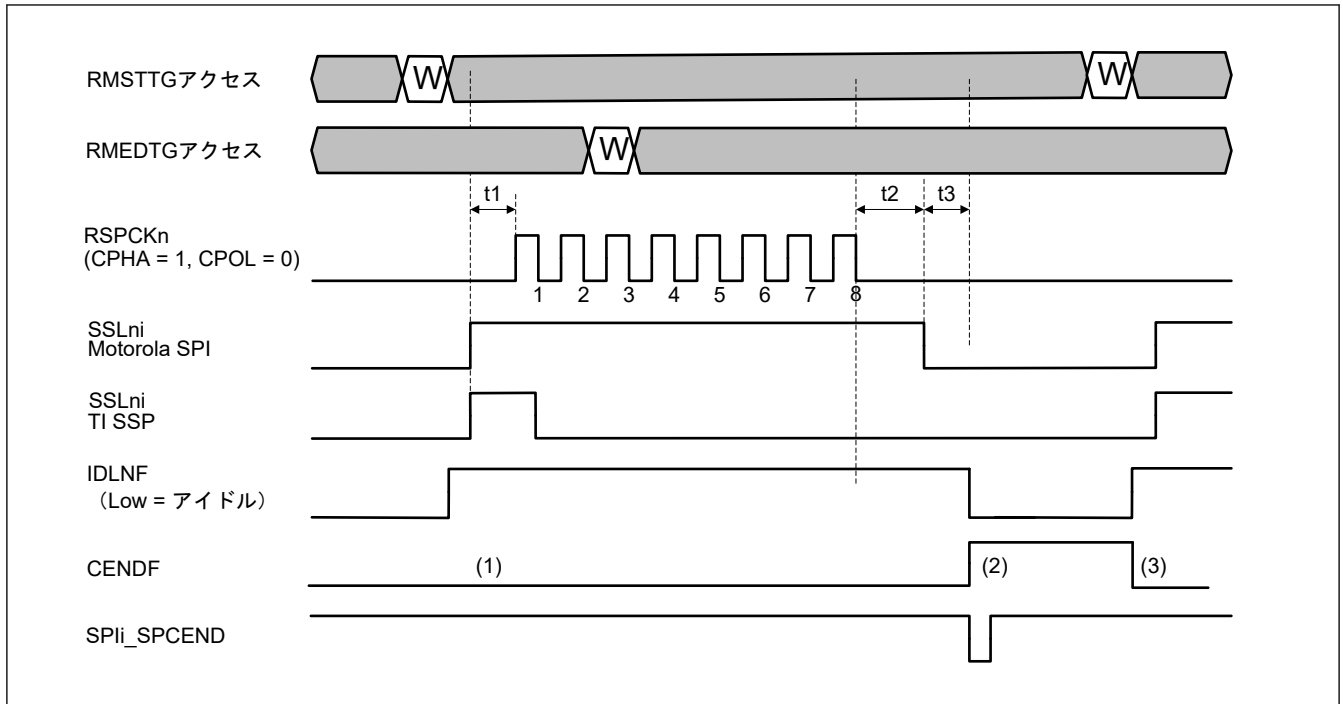 RMSTTGアクセス
W
W
RMEDTGアクセス
W
t1
t2
t3
RSPCKn
(CPHA = 1, CPOL = 0)
1 2 3 4 5 6 7 8
SSLni
Motorola SPI
SSLni
TI SSP
IDLNF
（Low = アイドル）
CENDF
(1)
(2)
(3)
SPIi_SPCEND